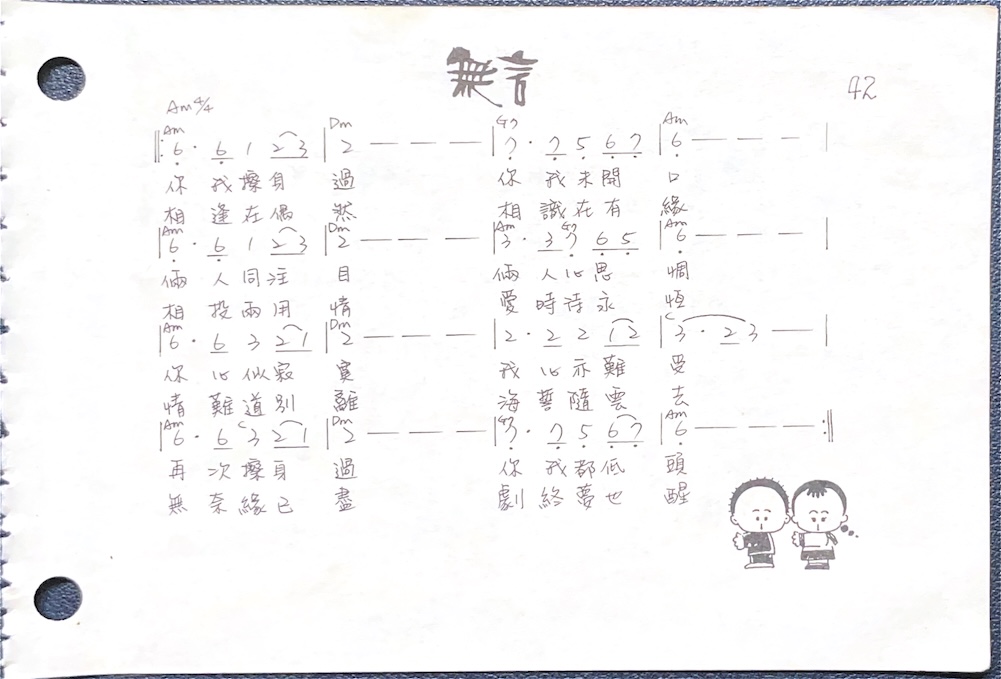 無言
42
Am 4/4
Am Dm G7 Am
‖: 6· 6 1 2 3 | 2 — — — | 7· 7 5 6 7 | 6 — — — |
你 我 擦 身 過 你 我 未 開 口
相 逢 在 偶 然 相 識 在 有 緣
Am Dm Am G7 Am
| 6· 6 1 2 3 | 2 — — — | 3· 3 7 6 5 | 6 — — — |
倆 人 同 注 目 倆 人 心 思 惆
相 投 兩 用 情 愛 時 待 永 恆
Am Dm C
| 6· 6 3 2 1 | 2 — — — | 2· 2 2 1 2 | 3· 2 3 — |
你 心 似 寂 寞 我 心 亦 難 受
情 難 道 別 離 海 誓 隨 雲 去
Am C Dm G7 Am
| 6· 6 3 2 1 | 2 — — — | 7· 7 5 6 7 | 6 — — — :‖
再 次 擦 身 過 你 我 都 低 頭
無 奈 緣 已 盡 劇 終 夢 也 醒